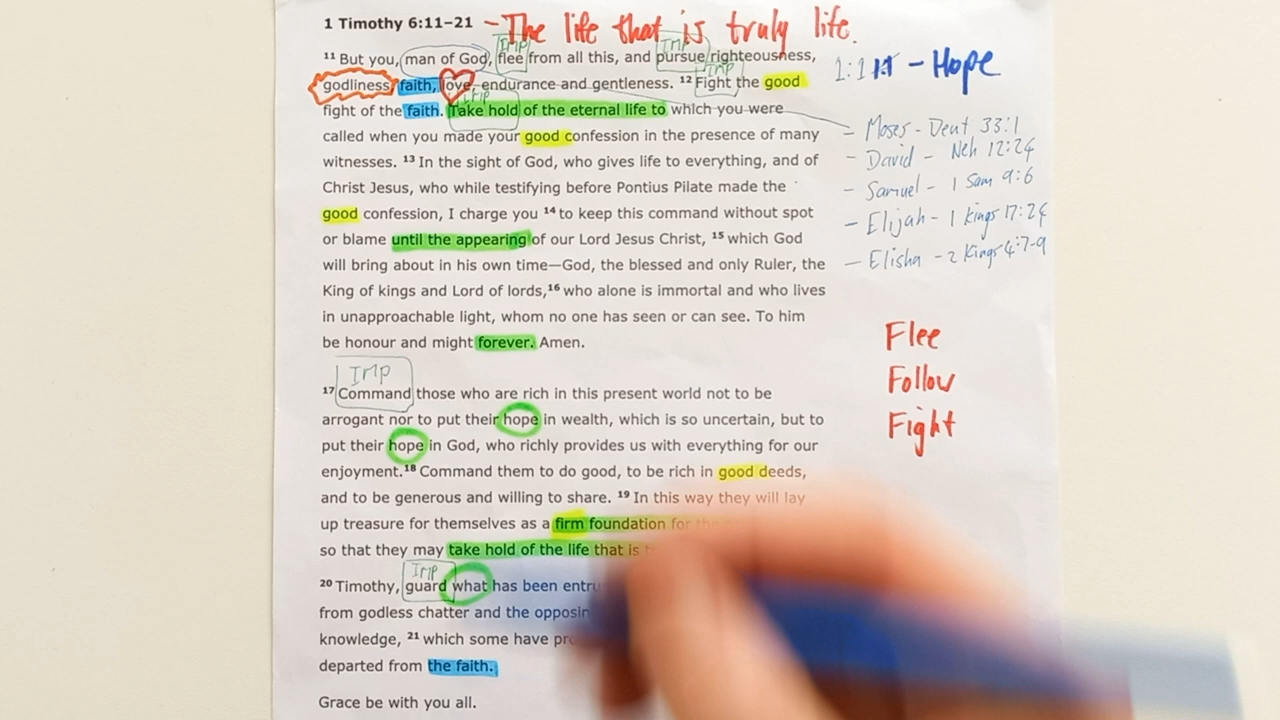 1 Timothy 6:11–21 - The life that is truly life.
IMP IMP
¹¹ But you, man of God, flee from all this, and pursue righteousness,
1:1 - Hope
IMP
godliness, faith, love, endurance and gentleness. ¹² Fight the good
IMP
fight of the faith. Take hold of the eternal life to which you were
- Moses - Deut 33:1
called when you made your good confession in the presence of many
- David - Neh 12:24
witnesses. ¹³ In the sight of God, who gives life to everything, and of
- Samuel - 1 Sam 9:6
Christ Jesus, who while testifying before Pontius Pilate made the
good confession, I charge you ¹⁴ to keep this command without spot
- Elijah - 1 Kings 17:24
or blame until the appearing of our Lord Jesus Christ, ¹⁵ which God
- Elisha - 2 Kings 4:7-9
will bring about in his own time—God, the blessed and only Ruler, the
King of kings and Lord of lords,¹⁶ who alone is immortal and who lives
in unapproachable light, whom no one has seen or can see. To him
be honour and might forever. Amen.
Flee
Follow
Fight
IMP
¹⁷ Command those who are rich in this present world not to be
arrogant nor to put their hope in wealth, which is so uncertain, but to
put their hope in God, who richly provides us with everything for our
enjoyment.¹⁸ Command them to do good, to be rich in good deeds,
and to be generous and willing to share. ¹⁹ In this way they will lay
up treasure for themselves as a firm foundation for
so that they may take hold of the life that is
IMP
²⁰ Timothy, guard what has been
from godless chatter and the
knowledge, ²¹ which some have
departed from the faith.
Grace be with you all.